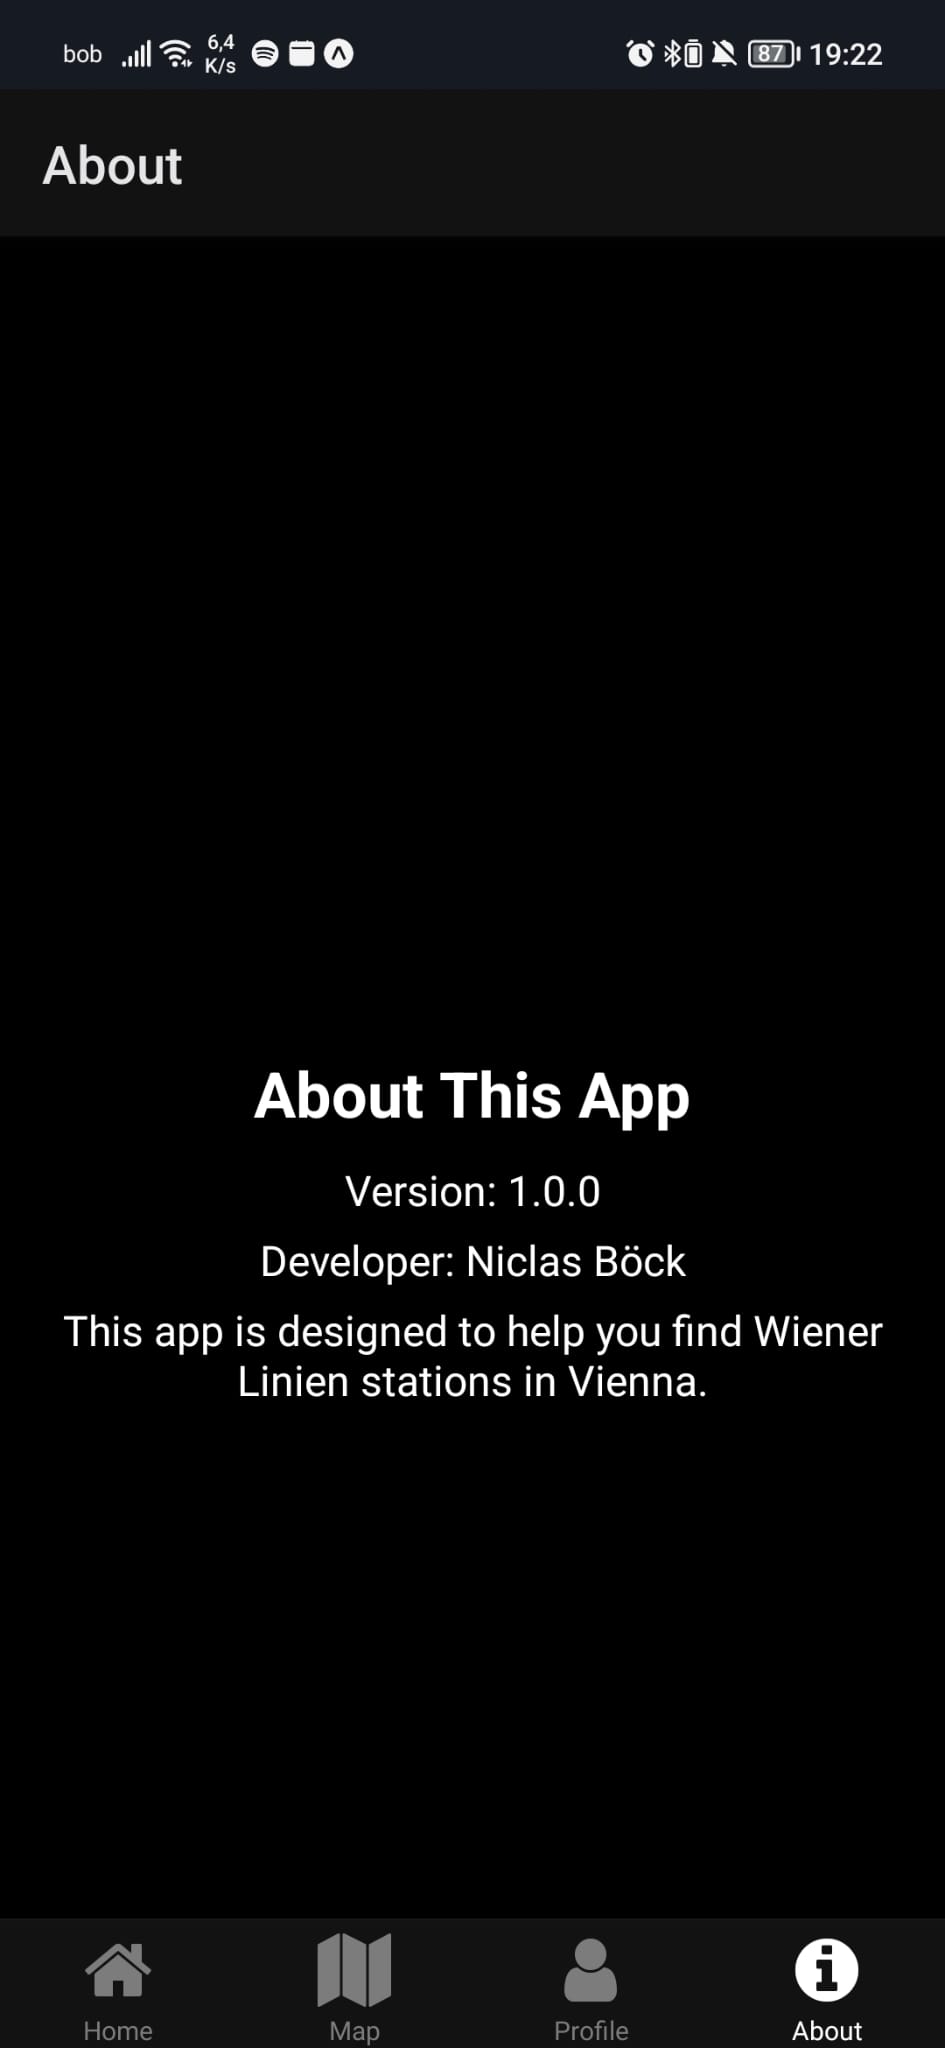 bob 6,4 K/s 87 19:22
About
About This App
Version: 1.0.0
Developer: Niclas Böck
This app is designed to help you find Wiener
Linien stations in Vienna.
Home Map Profile About